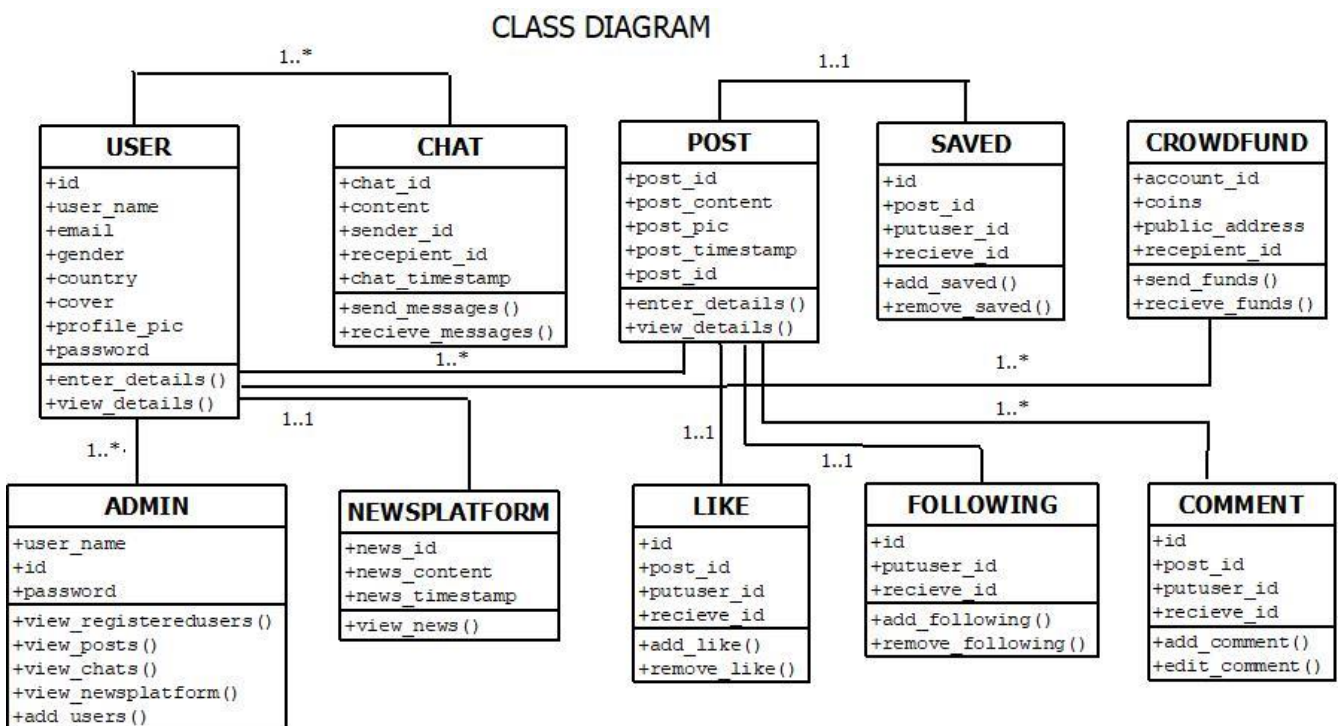 CLASS DIAGRAM
1..*
1..1
USER
+id
+user_name
+email
+gender
+country
+cover
+profile_pic
+password
+enter_details()
+view_details()
CHAT
+chat_id
+content
+sender_id
+recepient_id
+chat_timestamp
+send_messages()
+recieve_messages()
POST
+post_id
+post_content
+post_pic
+post_timestamp
+post_id
+enter_details()
+view_details()
SAVED
+id
+post_id
+putuser_id
+recieve_id
+add_saved()
+remove_saved()
CROWDFUND
+account_id
+coins
+public_address
+recepient_id
+send_funds()
+recieve_funds()
1..*
1..*
1..1
1..*
1..*
1..1
1..1
ADMIN
+user_name
+id
+password
+view_registeredusers()
+view_posts()
+view_chats()
+view_newsplatform()
+add_users()
NEWSPLATFORM
+news_id
+news_content
+news_timestamp
+view_news()
LIKE
+id
+post_id
+putuser_id
+recieve_id
+add_like()
+remove_like()
FOLLOWING
+id
+putuser_id
+recieve_id
+add_following()
+remove_following()
COMMENT
+id
+post_id
+putuser_id
+recieve_id
+add_comment()
+edit_comment()